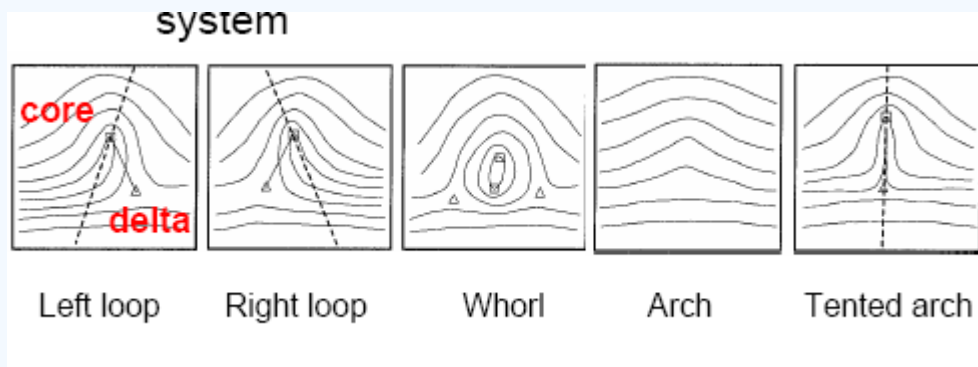 system
core
delta
Left loop
Right loop
Whorl
Arch
Tented arch